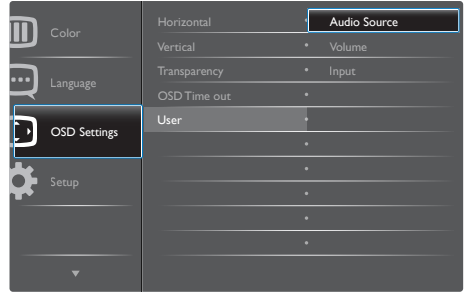 Color
Language
OSD Settings
Setup
Horizontal
Vertical
Transparency
OSD Time out
User
Audio Source
Volume
Input